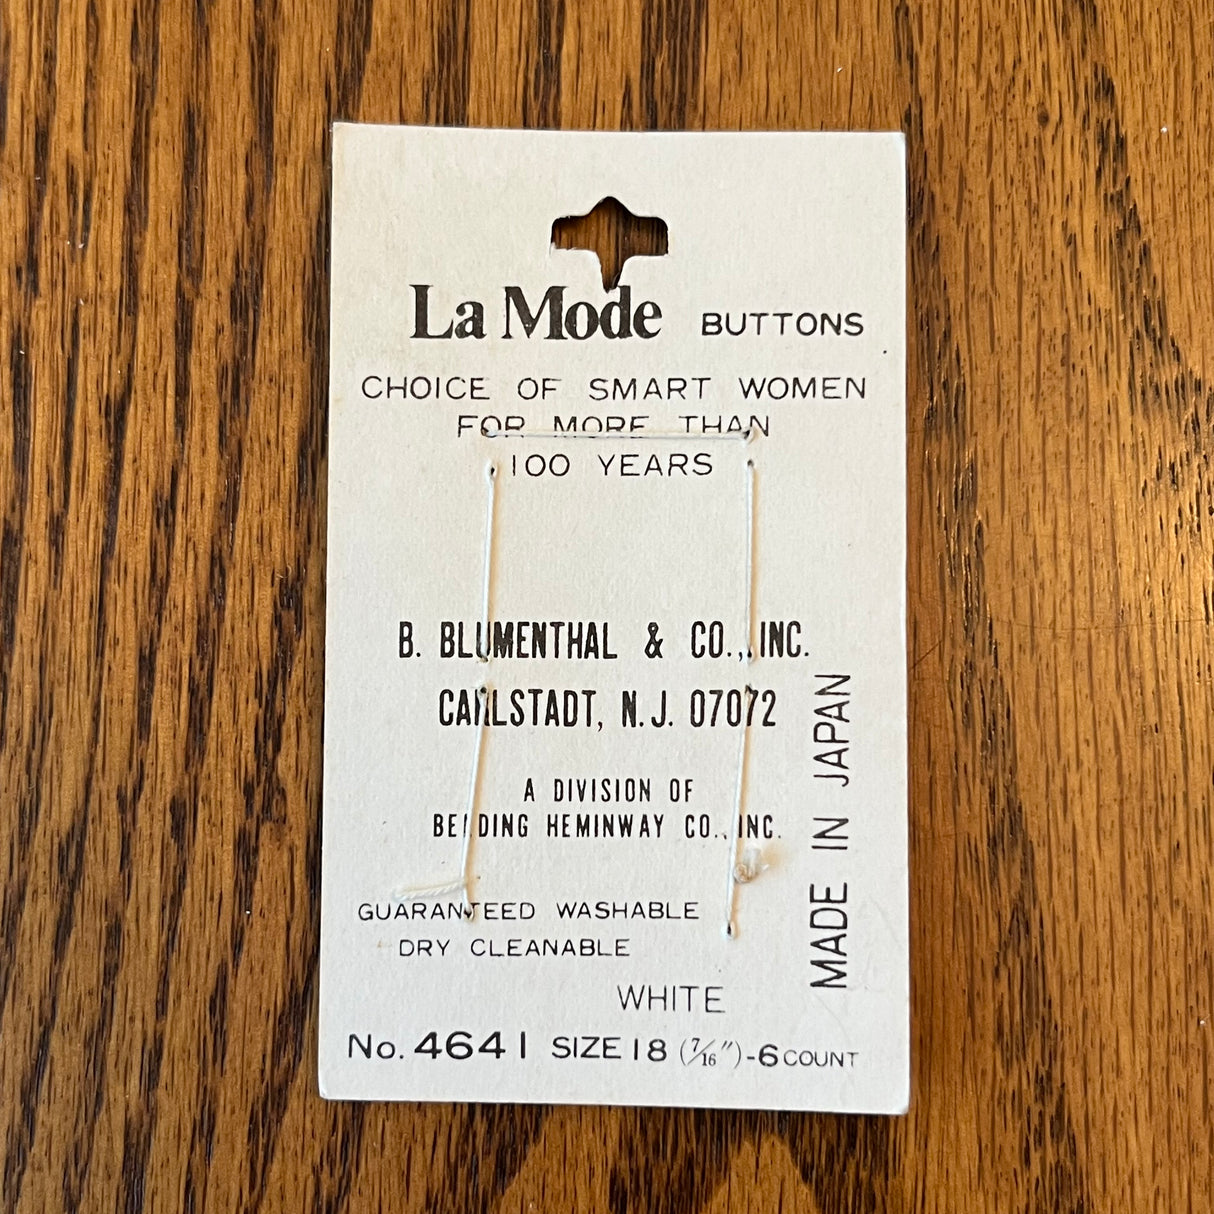 La Mode BUTTONS
CHOICE OF SMART WOMEN
FOR MORE THAN
100 YEARS
B. BLUMENTHAL & CO., INC.
CARLSTADT, N.J. 07072
A DIVISION OF
BELDING HEMINWAY CO., INC.
MADE IN JAPAN
GUARANTEED WASHABLE
DRY CLEANABLE
WHITE
No. 4641 SIZE 18 (7/16")-6 COUNT